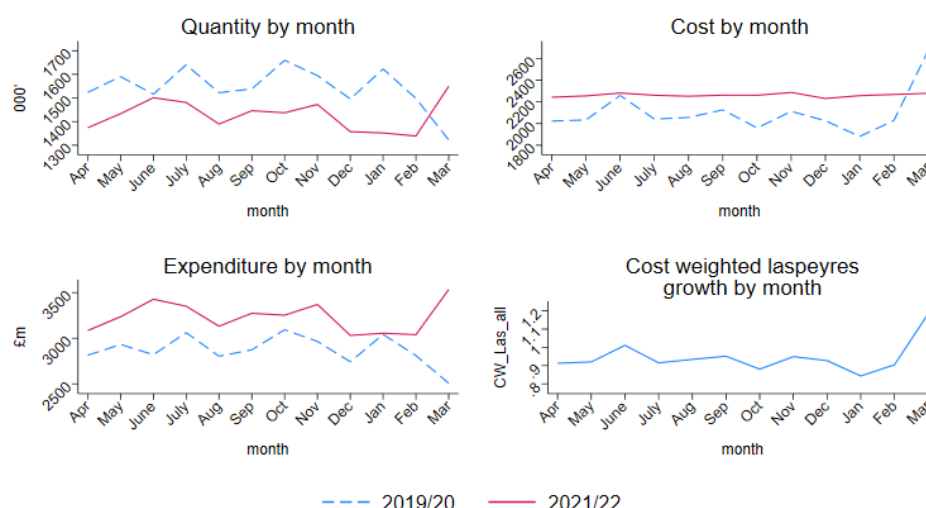 Quantity by month
000'
1700
1600
1500
1400
1300
Apr May June July Aug Sep Oct Nov Dec Jan Feb Mar
month
Cost by month
2600
2400
2200
2000
1800
Apr May June July Aug Sep Oct Nov Dec Jan Feb Mar
month
Expenditure by month
£m
3500
3000
2500
Apr May June July Aug Sep Oct Nov Dec Jan Feb Mar
month
Cost weighted laspeyres
growth by month
CW_Las_all
1.2
1.1
1
.9
.8
Apr May June July Aug Sep Oct Nov Dec Jan Feb Mar
month
2019/20 2021/22